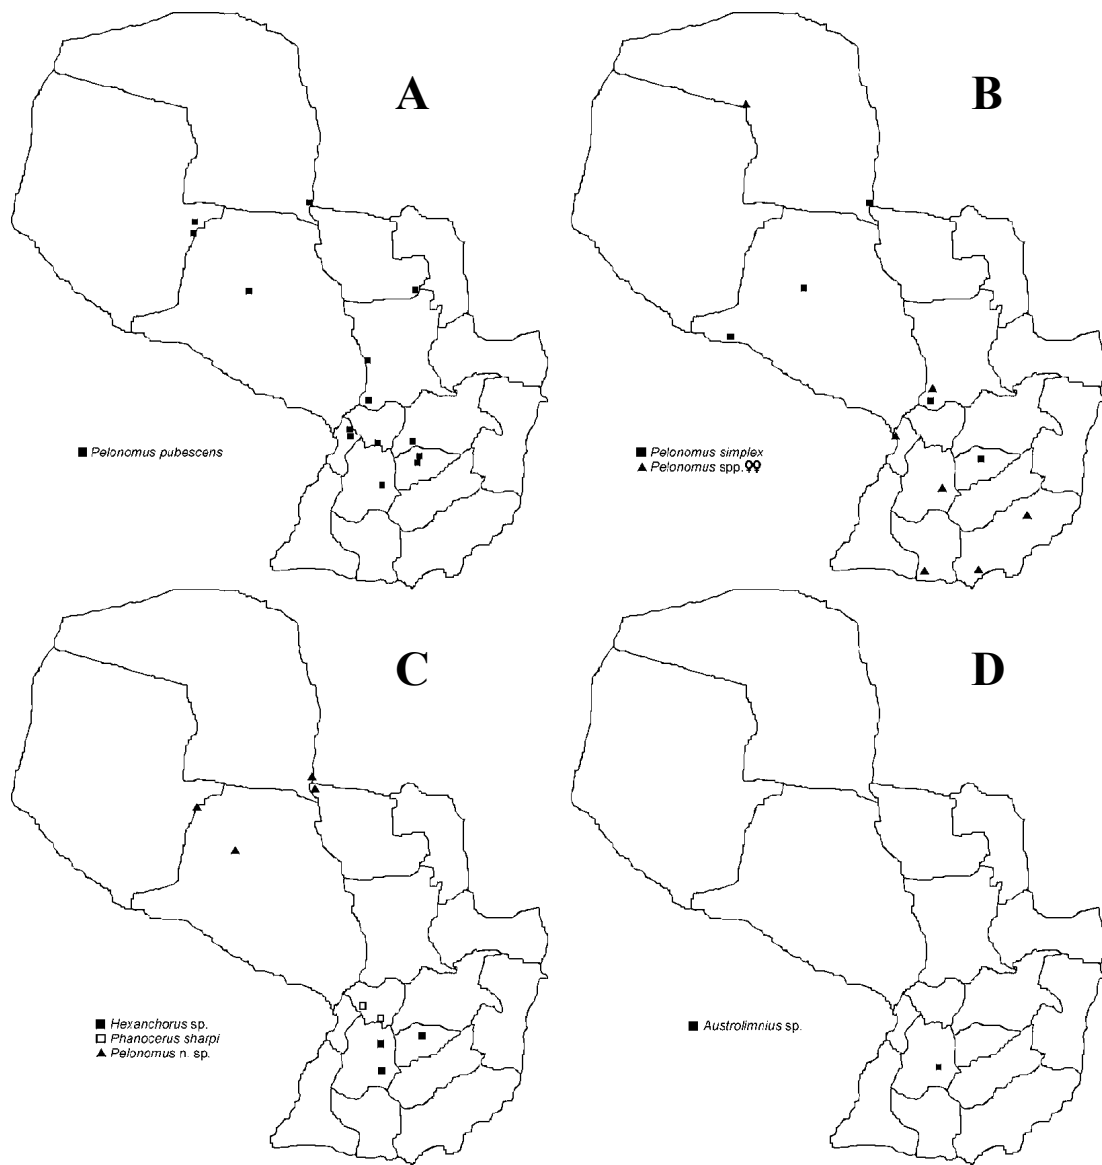 A
B
■ Pelonomus pubescens
■ Pelonomus simplex
▲ Pelonomus spp. ♀♀
C
D
■ Hexanchorus sp.
□ Phanocerus sharpi
▲ Pelonomus n. sp.
■ Austrolimnius sp.